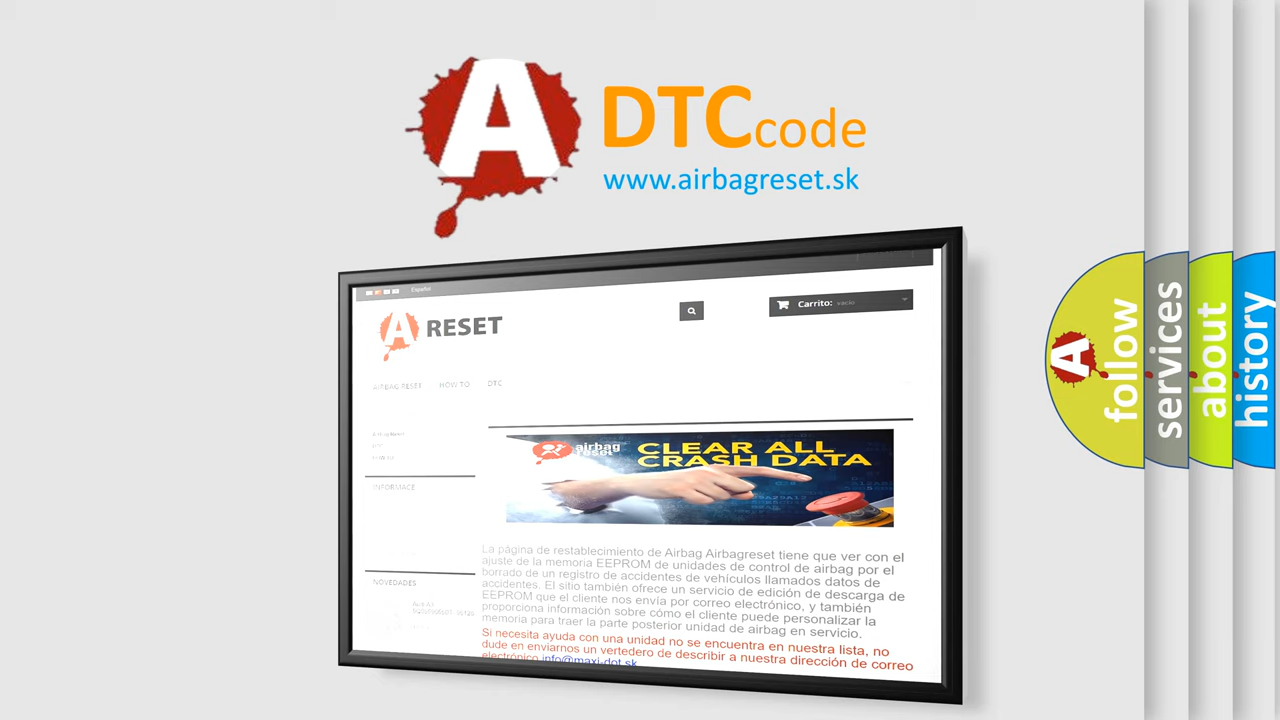 A
DTCcode
www.airbagreset.sk
Español
A RESET
Carrito: vacío
AIRBAG RESET HOW TO DTC
INFORMACE
NOVEDADES
airbag
reset
CLEAR ALL
CRASH DATA
La página de restablecimiento de Airbag Airbagreset tiene que ver con el
ajuste de la memoria EEPROM de unidades de control de airbag por el
borrado de un registro de accidentes de vehículos llamados datos de
accidentes. El sitio también ofrece un servicio de edición de descarga de
EEPROM que el cliente nos envía por correo electrónico, y también
proporciona información sobre cómo el cliente puede personalizar la
memoria para traer la parte posterior unidad de airbag en servicio.
Si necesita ayuda con una unidad no se encuentra en nuestra lista, no
dude en enviarnos un vertedero de describir a nuestra dirección de correo
electrónico info@maxi-dot.sk
A
follow
services
about
history